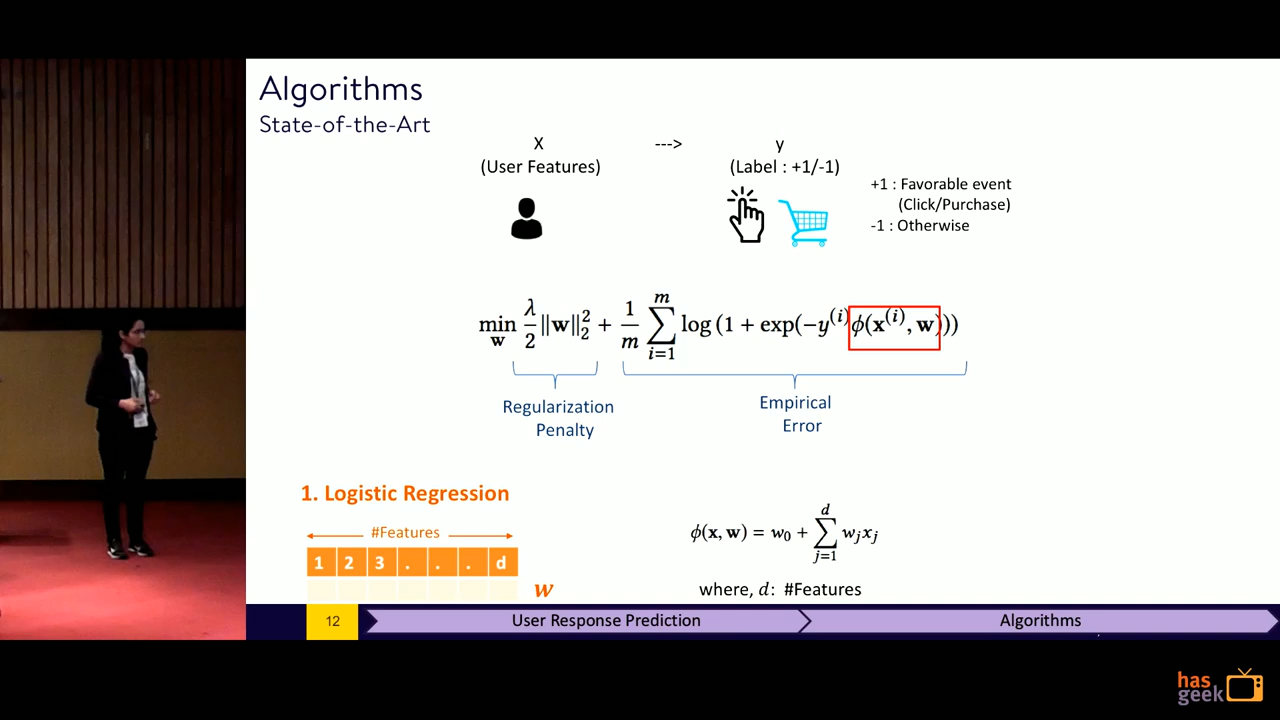 Algorithms
State-of-the-Art
X ---> y
(User Features) (Label : +1/-1)
+1 : Favorable event
(Click/Purchase)
-1 : Otherwise
min_w λ/2 ||w||₂² + 1/m ∑_{i=1}^{m} log (1 + exp(−y^{(i)} ϕ(x^{(i)}, w)))
Regularization Penalty
Empirical Error
1. Logistic Regression
#Features
1 2 3 . . . d
w
ϕ(x, w) = w₀ + ∑_{j=1}^{d} w_j x_j
where, d: #Features
12 User Response Prediction Algorithms
has
geek